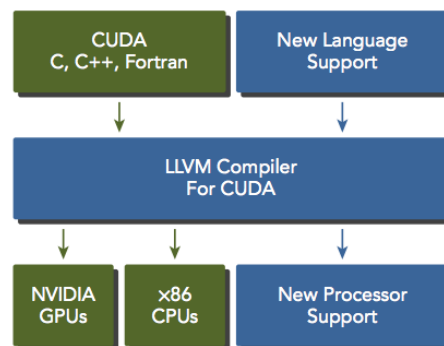 CUDA
C, C++, Fortran
New Language
Support
LLVM Compiler
For CUDA
NVIDIA
GPUs
x86
CPUs
New Processor
Support